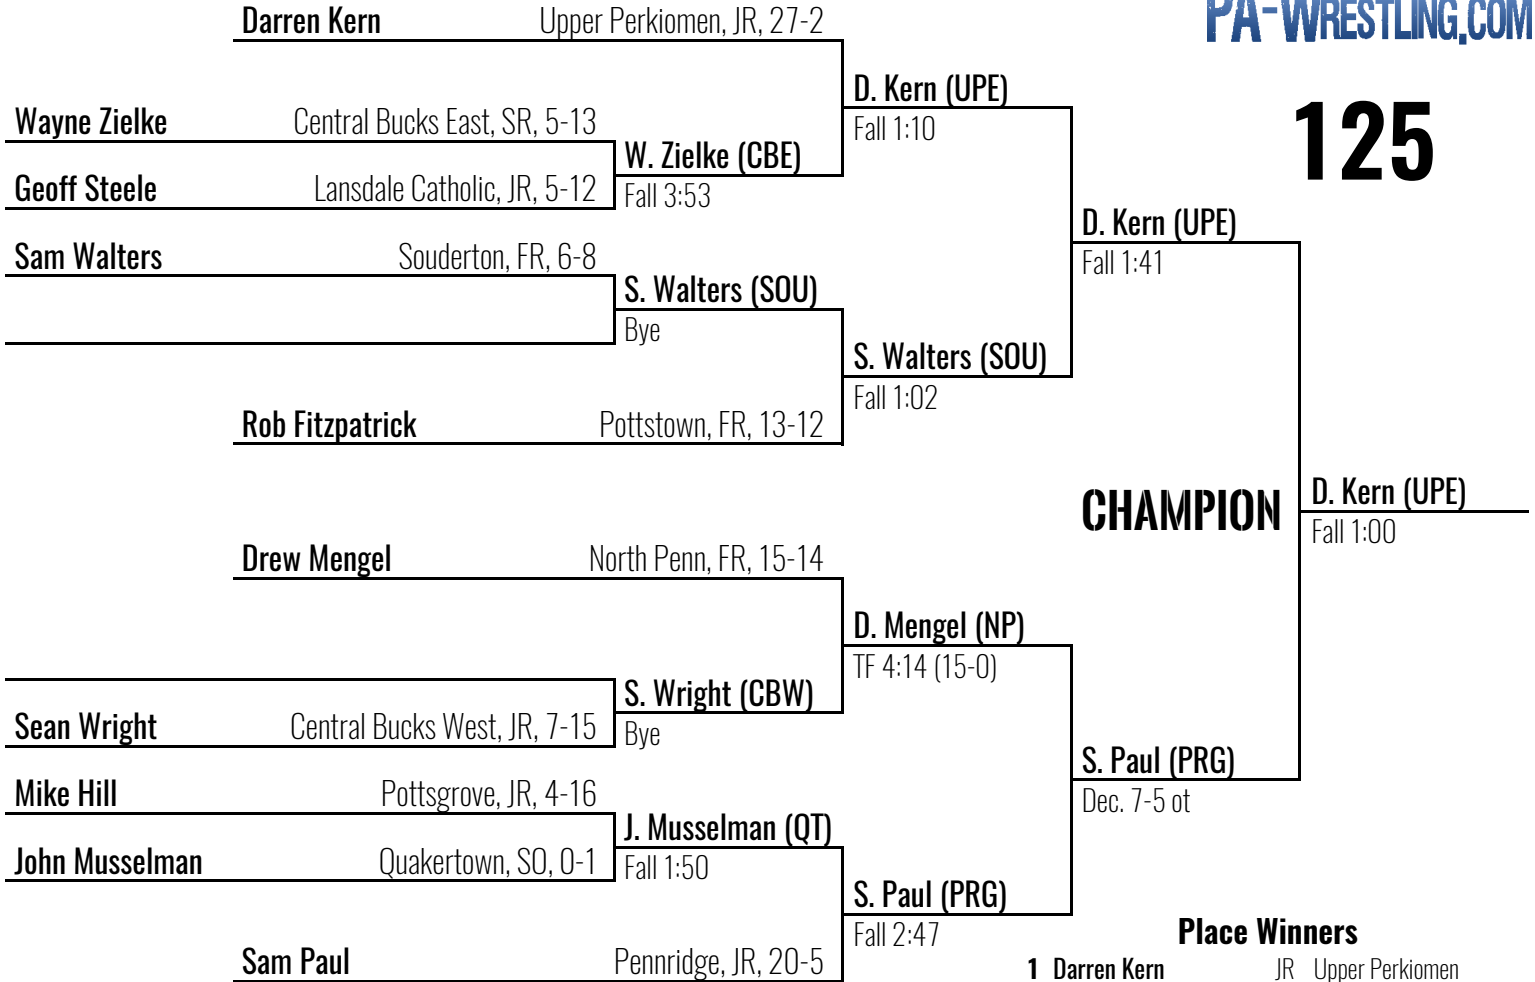 PA-WRESTLING.COM
125
Darren Kern Upper Perkiomen, JR, 27-2
D. Kern (UPE)
Fall 1:10
Wayne Zielke Central Bucks East, SR, 5-13
W. Zielke (CBE)
Fall 3:53
Geoff Steele Lansdale Catholic, JR, 5-12
D. Kern (UPE)
Fall 1:41
Sam Walters Souderton, FR, 6-8
S. Walters (SOU)
Bye
S. Walters (SOU)
Fall 1:02
Rob Fitzpatrick Pottstown, FR, 13-12
CHAMPION
D. Kern (UPE)
Fall 1:00
Drew Mengel North Penn, FR, 15-14
D. Mengel (NP)
TF 4:14 (15-0)
S. Wright (CBW)
Bye
Sean Wright Central Bucks West, JR, 7-15
S. Paul (PRG)
Dec. 7-5 ot
Mike Hill Pottsgrove, JR, 4-16
J. Musselman (QT)
Fall 1:50
John Musselman Quakertown, SO, 0-1
S. Paul (PRG)
Fall 2:47
Sam Paul Pennridge, JR, 20-5
Place Winners
1 Darren Kern JR Upper Perkiomen